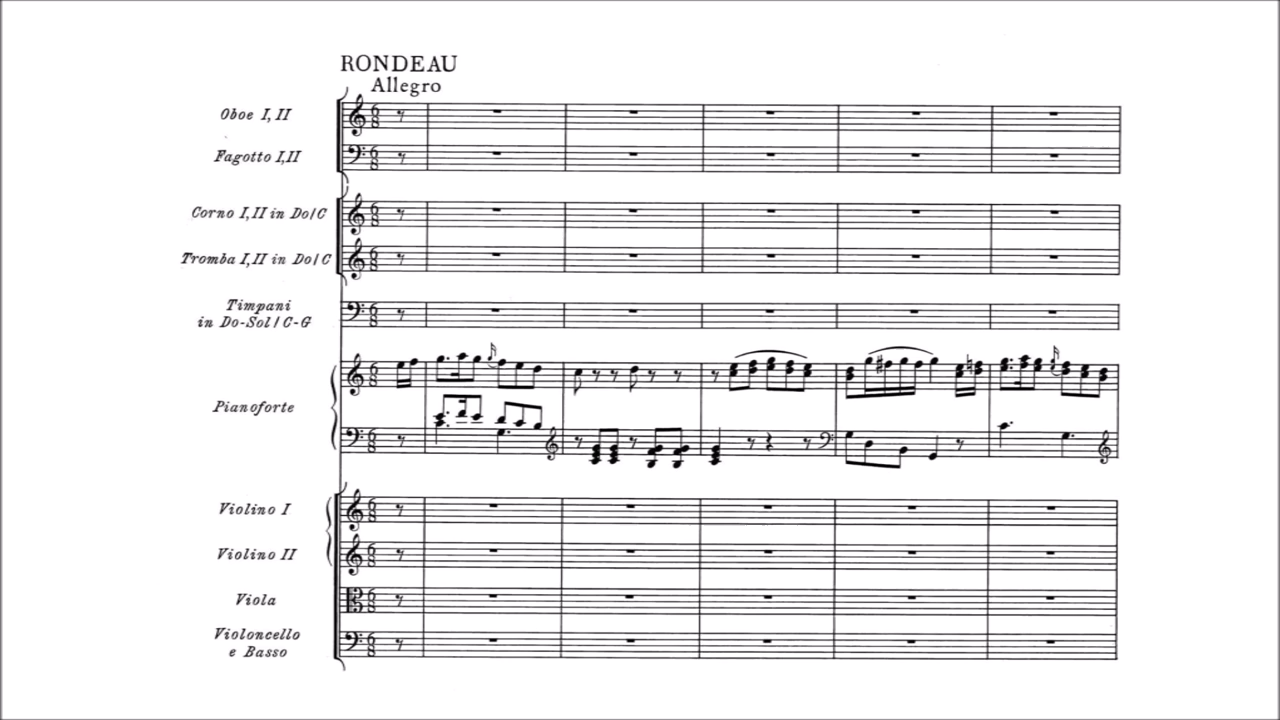 RONDEAU
Allegro
Oboe I, II
Fagotto I,II
Corno I,II in Do/C
Tromba I,II in Do/C
Timpani
in Do-Sol/C-G
Pianoforte
Violino I
Violino II
Viola
Violoncello
e Basso